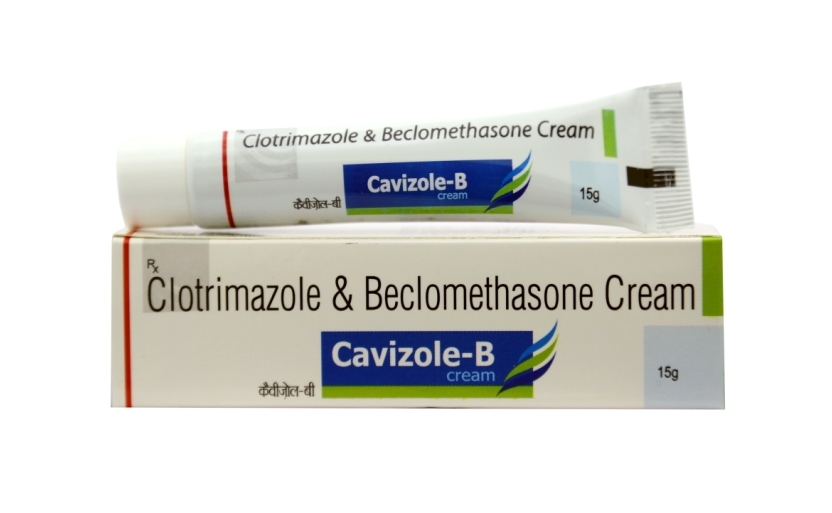 Clotrimazole & Beclomethasone Cream
Cavizole-B
cream
कैवीज़ोल-बी
15g
Rx
Clotrimazole & Beclomethasone Cream
Cavizole-B
cream
कैवीज़ोल-बी
15g